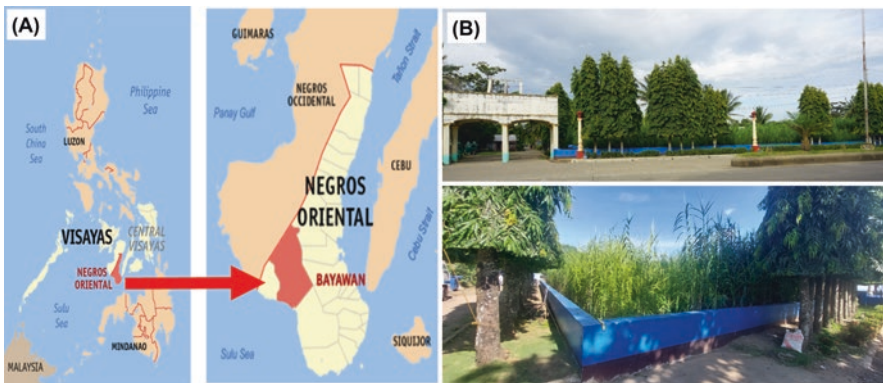 (A)
Philippine
Sea
South
China
Sea
LUZON
VISAYAS
CENTRAL
VISAYAS
NEGROS
ORIENTAL
Sulu
Sea
MINDANAO
MALAYSIA
GUIMARAS
Tañon Strait
NEGROS
OCCIDENTAL
Panay Gulf
CEBU
NEGROS
ORIENTAL
Cebu Strait
BAYAWAN
Sulu Sea
SIQUIJOR
(B)